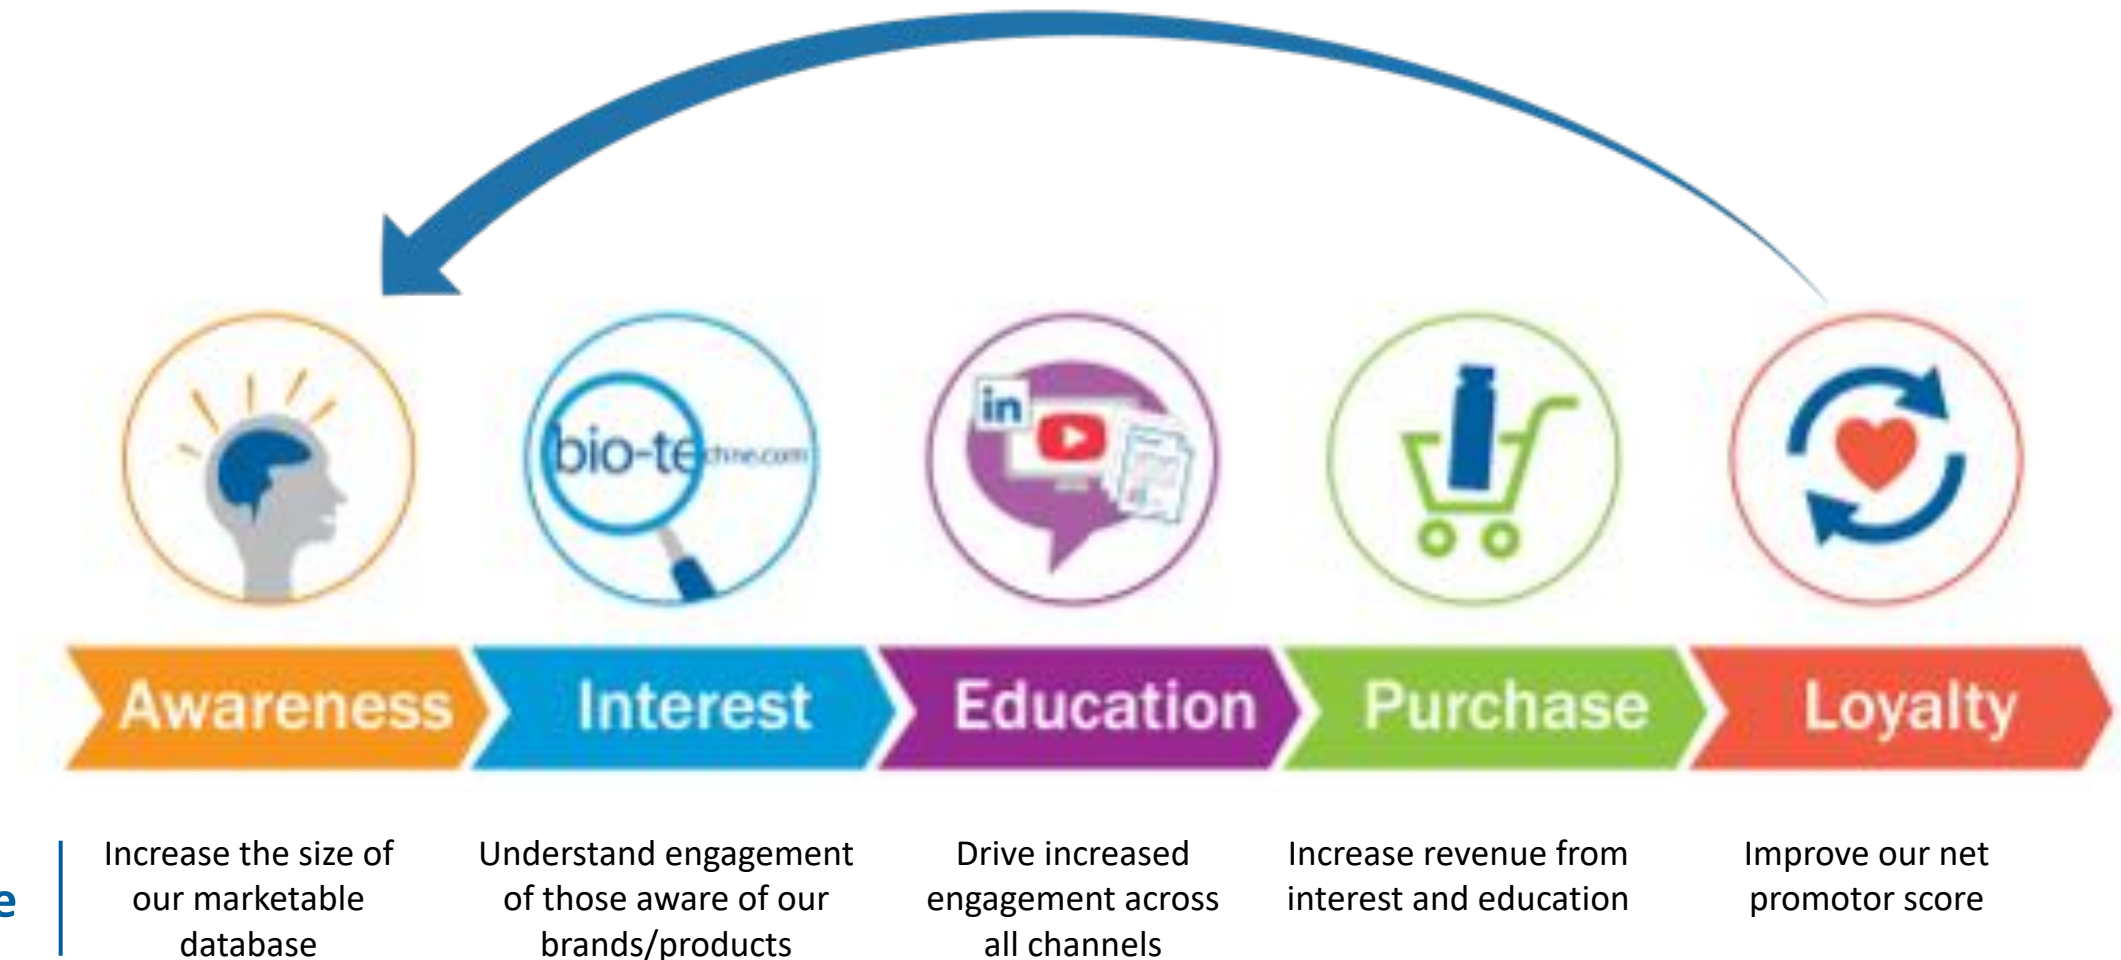 in
bio-techne.com
Awareness
Interest
Education
Purchase
Loyalty
e
Increase the size of
our marketable
database
Understand engagement
of those aware of our
brands/products
Drive increased
engagement across
all channels
Increase revenue from
interest and education
Improve our net
promotor score